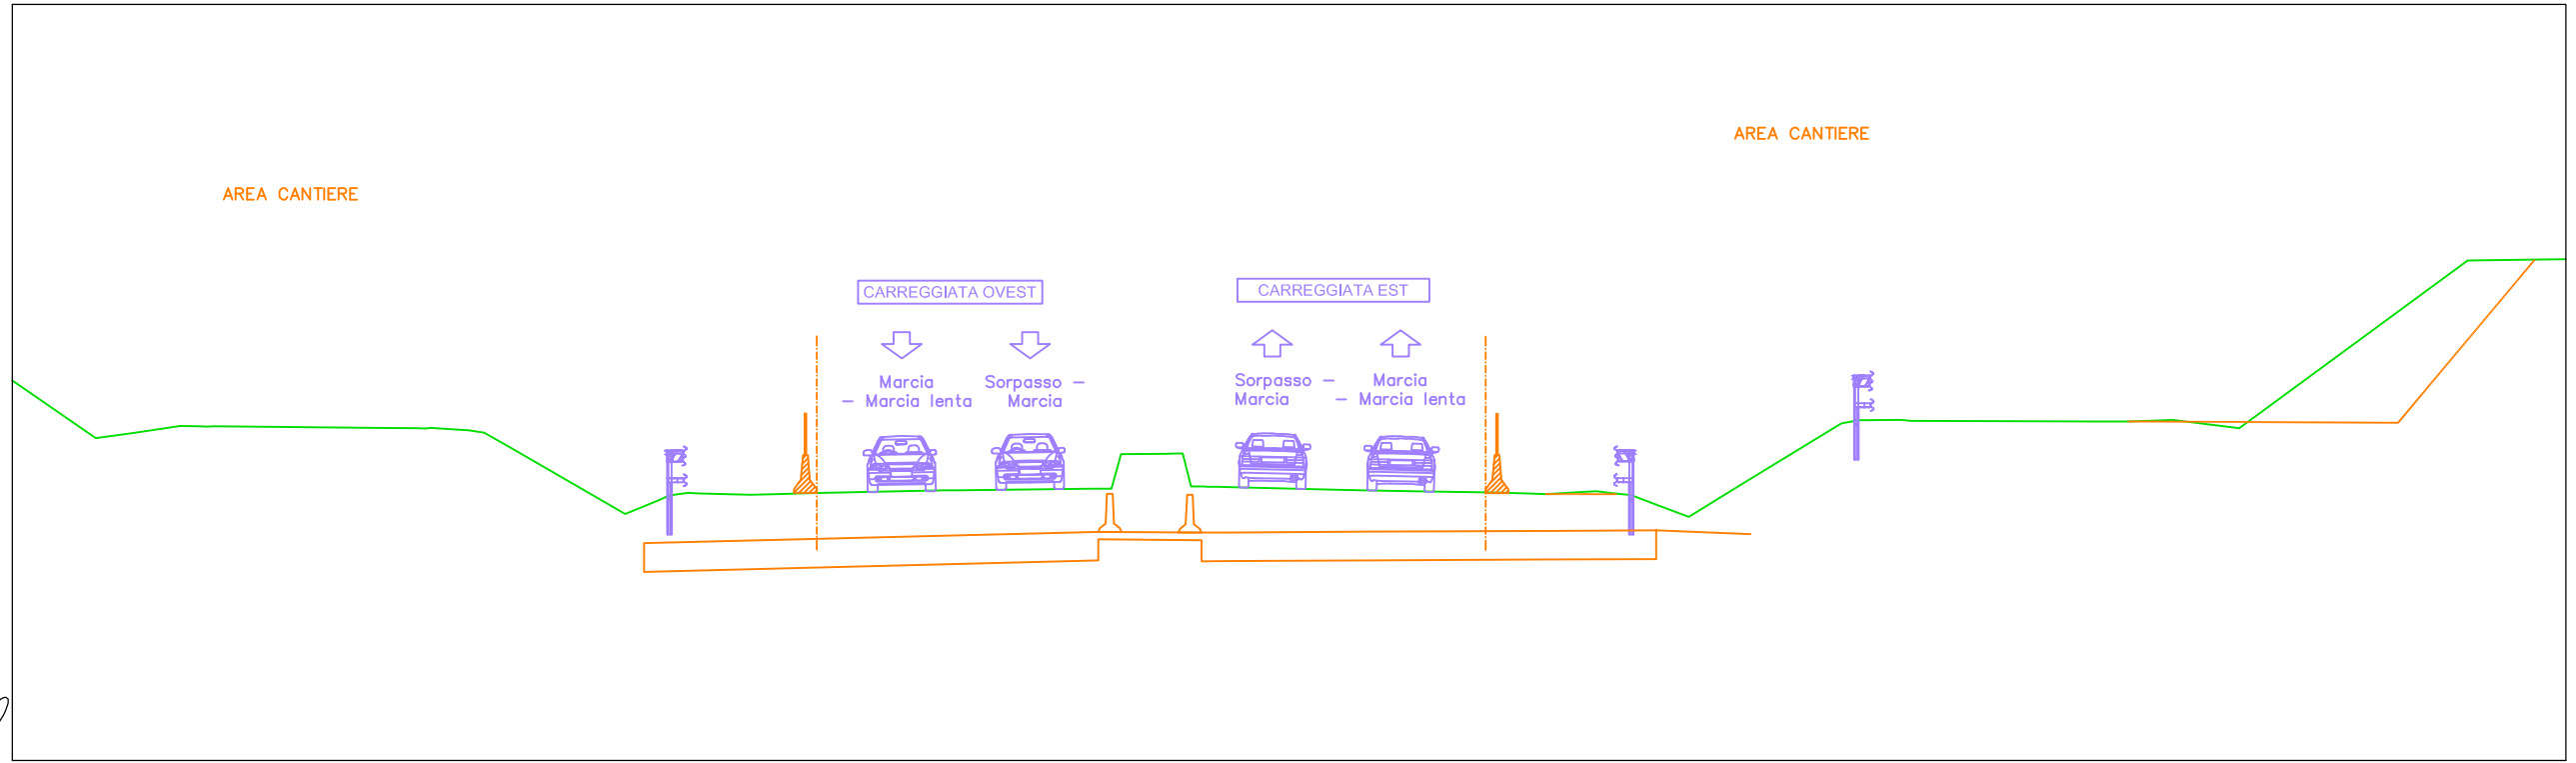 AREA CANTIERE
AREA CANTIERE
CARREGGIATA OVEST
CARREGGIATA EST
Marcia
– Marcia lenta
Sorpasso –
Marcia
Sorpasso –
Marcia
Marcia
– Marcia lenta